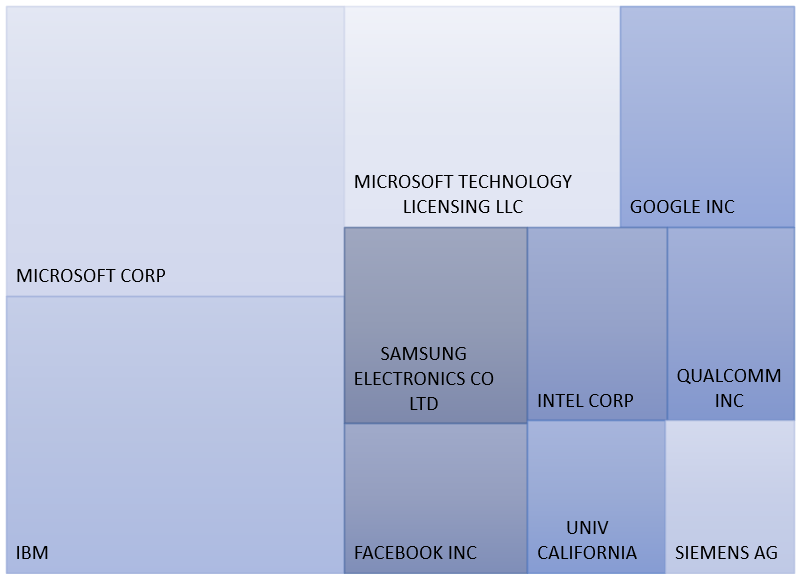 MICROSOFT TECHNOLOGY
LICENSING LLC
GOOGLE INC
MICROSOFT CORP
SAMSUNG
ELECTRONICS CO
LTD
INTEL CORP
QUALCOMM
INC
IBM
FACEBOOK INC
UNIV
CALIFORNIA
SIEMENS AG